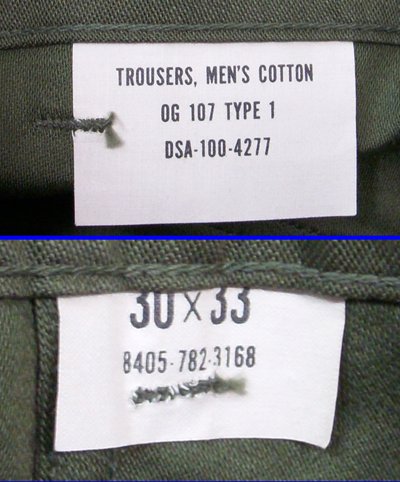 TROUSERS, MEN'S COTTON
OG 107 TYPE 1
DSA-100-4277
30 X 33
8405-782-3168